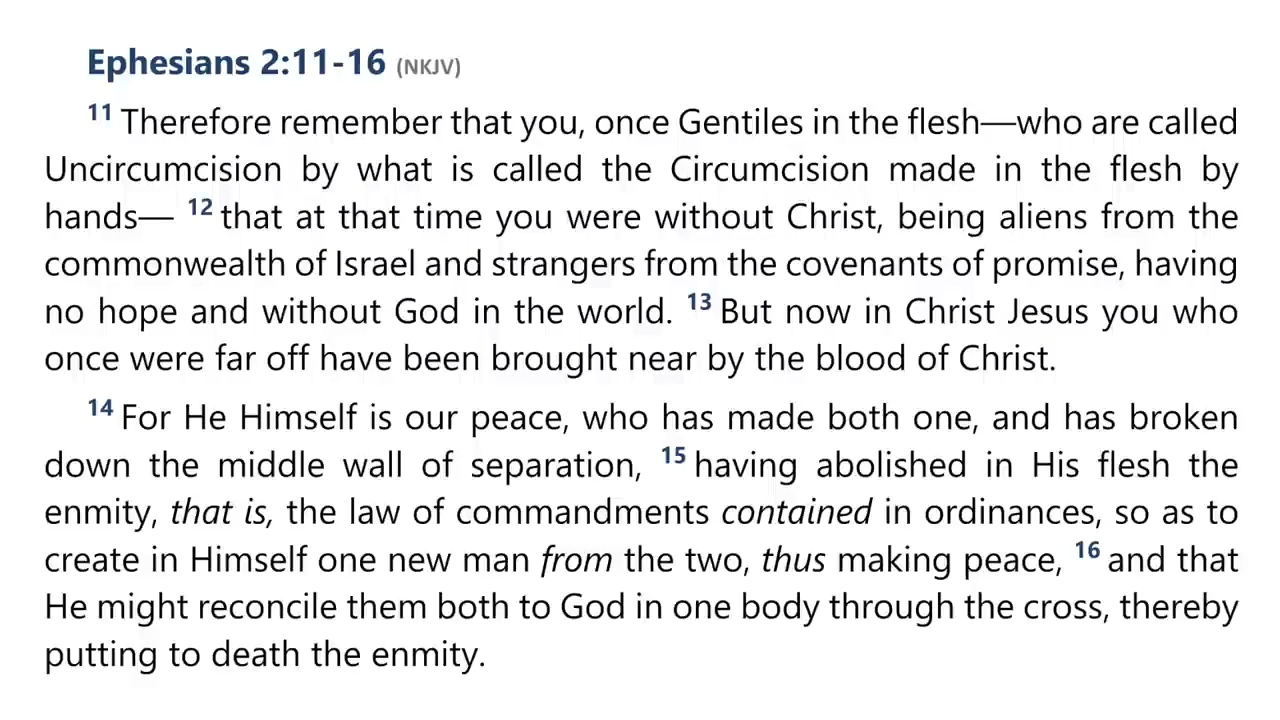 Ephesians 2:11-16 (NKJV)
11 Therefore remember that you, once Gentiles in the flesh—who are called
Uncircumcision by what is called the Circumcision made in the flesh by
hands— 12 that at that time you were without Christ, being aliens from the
commonwealth of Israel and strangers from the covenants of promise, having
no hope and without God in the world. 13 But now in Christ Jesus you who
once were far off have been brought near by the blood of Christ.
14 For He Himself is our peace, who has made both one, and has broken
down the middle wall of separation, 15 having abolished in His flesh the
enmity, that is, the law of commandments contained in ordinances, so as to
create in Himself one new man from the two, thus making peace, 16 and that
He might reconcile them both to God in one body through the cross, thereby
putting to death the enmity.